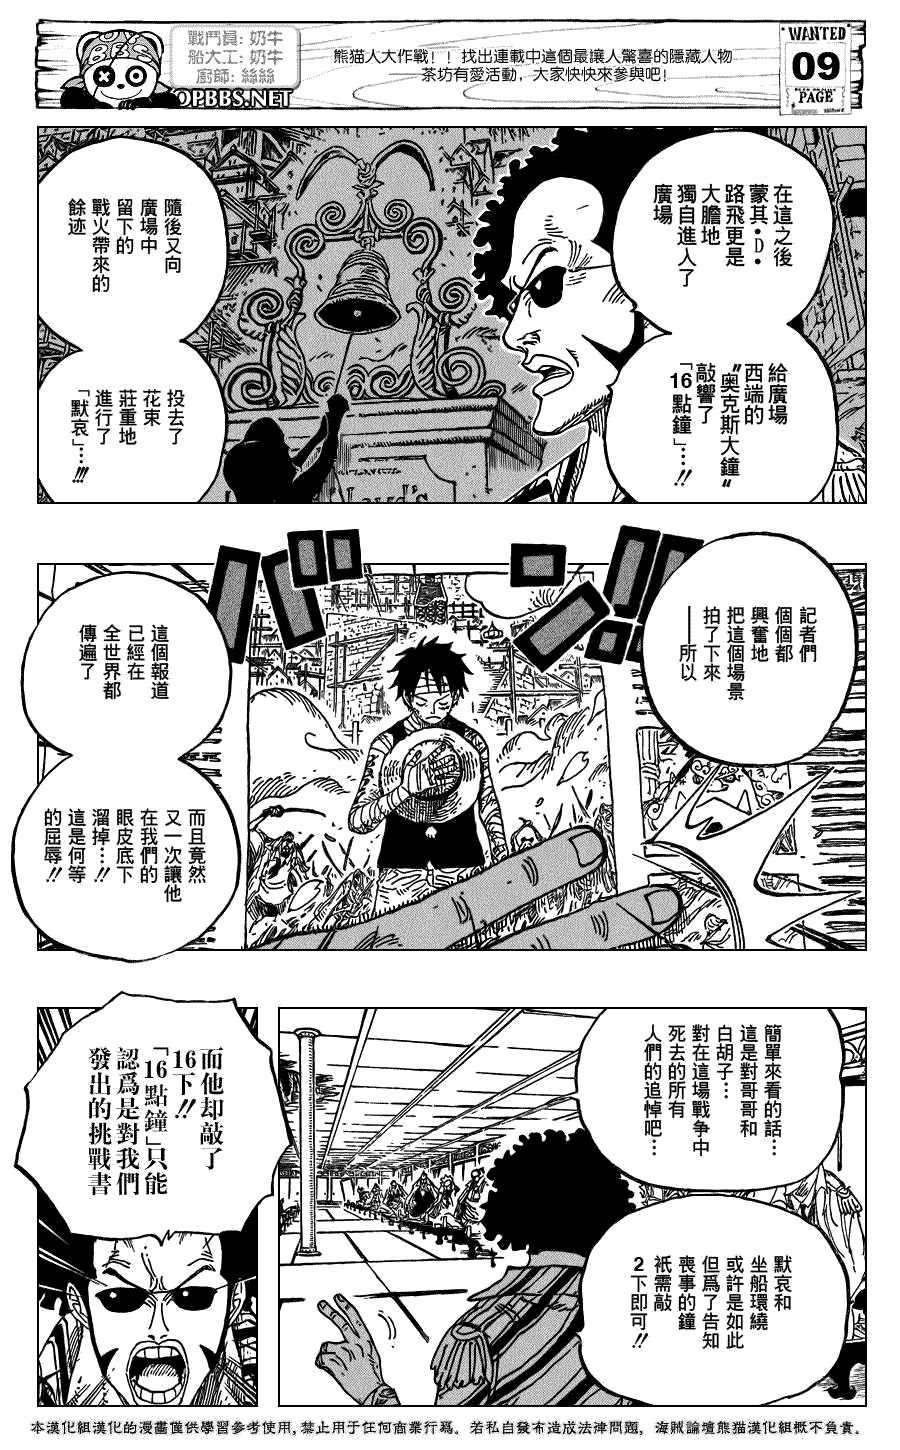 戰鬥員：奶牛
船大工：奶牛
廚師：絲絲
OPBBS.NET
熊猫人大作戰！！找出連載中這個最讓人驚喜的隱藏人物
——茶坊有愛活動，大家快快來參與吧！
WANTED
09
PAGE
在這之後
蒙其·D·
路飛更是
大膽地
獨自進入了
廣場
給廣場
西端的
“奧克斯大鐘”
敲響了
「16點鐘」…!!
隨後又向
廣場中
留下的
戰火帶來的
餘迹
投去了
花束
莊重地
進行了
「默哀」…!!!
記者們
個個都
興奮地
把這個場景
拍了下來
——所以
這個報道
已經在
全世界都
傳遍了
而且竟然
又一次讓他
在我們的
眼皮底下
溜掉…!!
這是何等
的屈辱!!
簡單來看的話…
這是對哥哥和
白胡子…
對在這場戰争中
死去的所有
人們的追悼吧…
默哀和
坐船環繞
或許是如此
但爲了告知
喪事的鐘
衹需敲
2下即可!!
而他却敲了
16下!!
「16點鐘」只能
認爲是對我們
發出的挑戰書
本漢化組漢化的漫畫僅供學習參考使用,禁止用于任何商業行爲。若私自發布造成法律問題，海賊論壇熊猫漢化組概不負責。